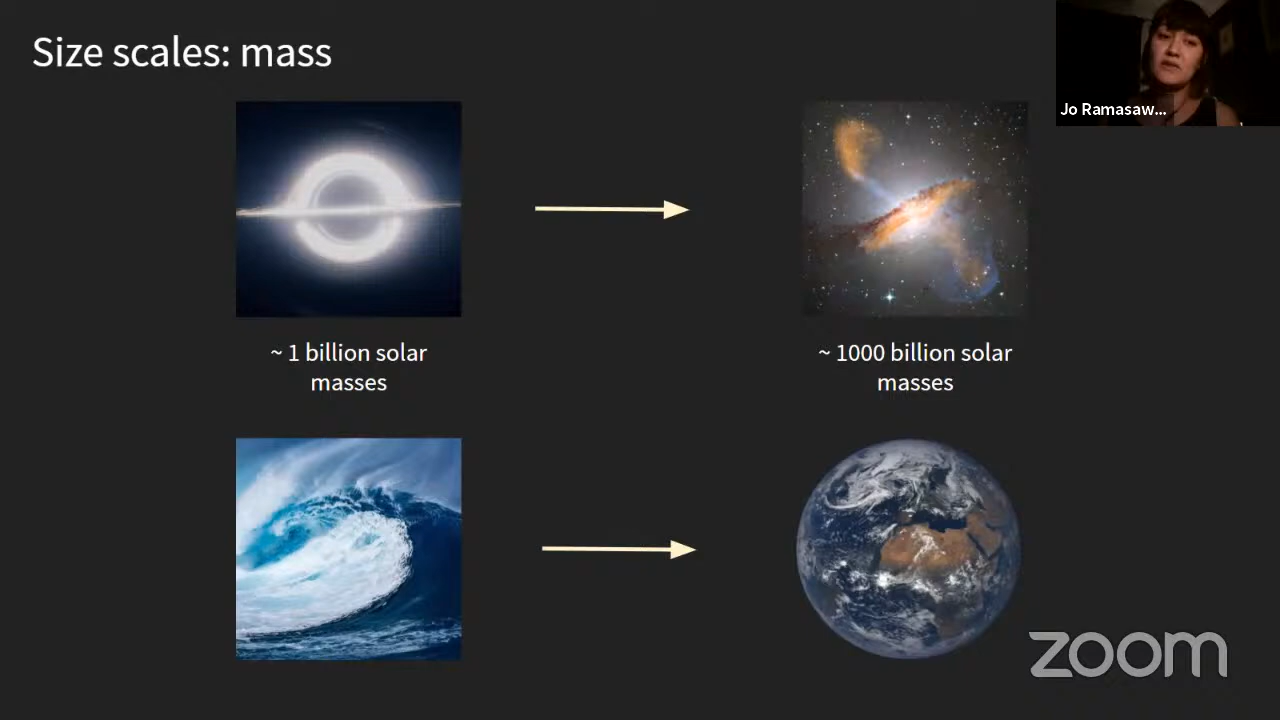 Size scales: mass
Jo Ramasaw...
~ 1 billion solar
masses
~ 1000 billion solar
masses
zoom